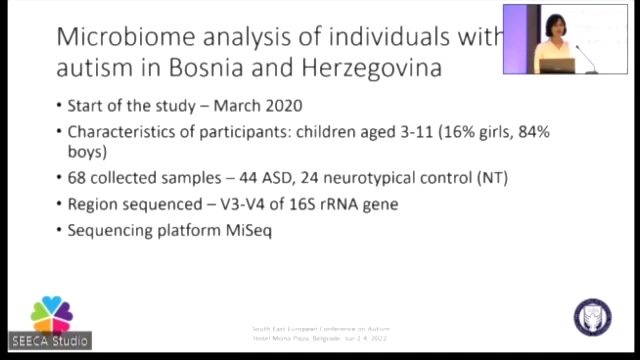 Microbiome analysis of individuals with
autism in Bosnia and Herzegovina
• Start of the study – March 2020
• Characteristics of participants: children aged 3-11 (16% girls, 84%
boys)
• 68 collected samples – 44 ASD, 24 neurotypical control (NT)
• Region sequenced – V3-V4 of 16S rRNA gene
• Sequencing platform MiSeq
South East European Conference on Autism
Hotel Mona Plaza, Belgrade, Jun 2-4, 2022
SEECA Studio